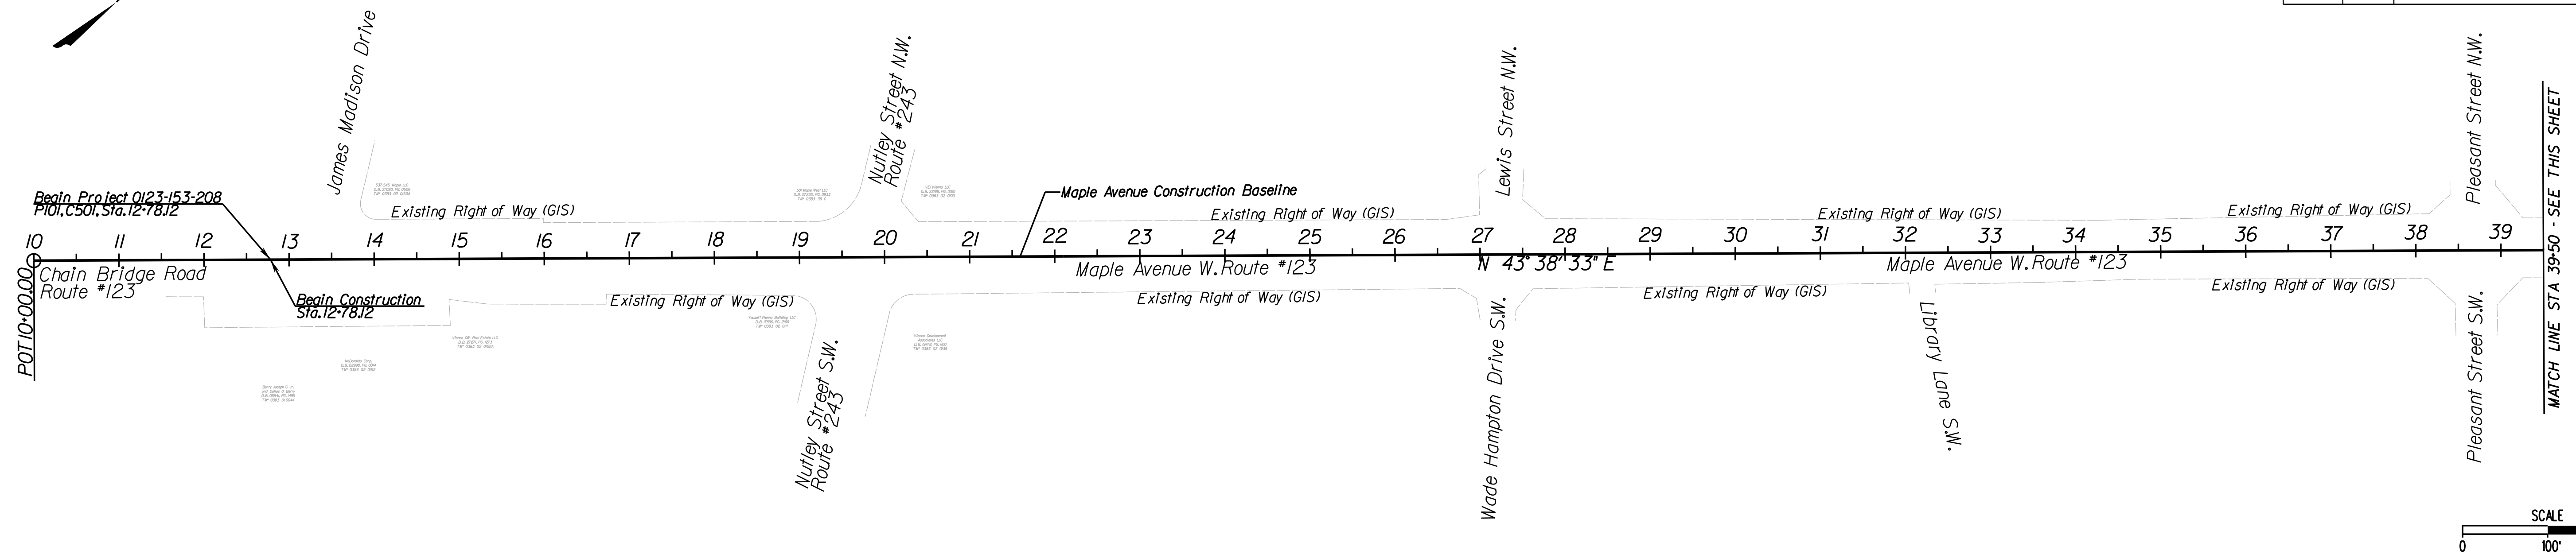 James Madison Drive
Nutley Street N.W.
Route #243
Lewis Street N.W.
Pleasant Street N.W.
MATCH LINE STA 39+50 - SEE THIS SHEET
Begin Project 0123-153-208
P101, C501, Sta. 12+78.12
Maple Avenue Construction Baseline
Existing Right of Way (GIS)
Existing Right of Way (GIS)
Existing Right of Way (GIS)
Existing Right of Way (GIS)
10 11 12 13 14 15 16 17 18 19 20 21 22 23 24 25 26 27 28 29 30 31 32 33 34 35 36 37 38 39
POT 10+00.00
Chain Bridge Road
Route #123
Maple Avenue W. Route #123
N 43° 38' 33" E
Maple Avenue W. Route #123
Begin Construction
Sta. 12+78.12
Existing Right of Way (GIS)
Existing Right of Way (GIS)
Existing Right of Way (GIS)
Existing Right of Way (GIS)
Nutley Street S.W.
Route #243
Wade Hampton Drive S.W.
Library Lane S.W.
Pleasant Street S.W.
SCALE
0 100'